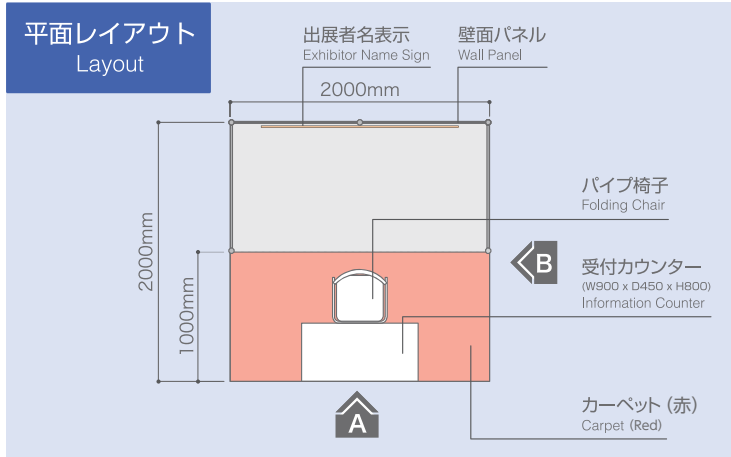 平面レイアウト
Layout
出展者名表示
Exhibitor Name Sign
壁面パネル
Wall Panel
2000mm
2000mm
1000mm
パイプ椅子
Folding Chair
B
受付カウンター
(W900 x D450 x H800)
Information Counter
カーペット（赤）
Carpet (Red)
A